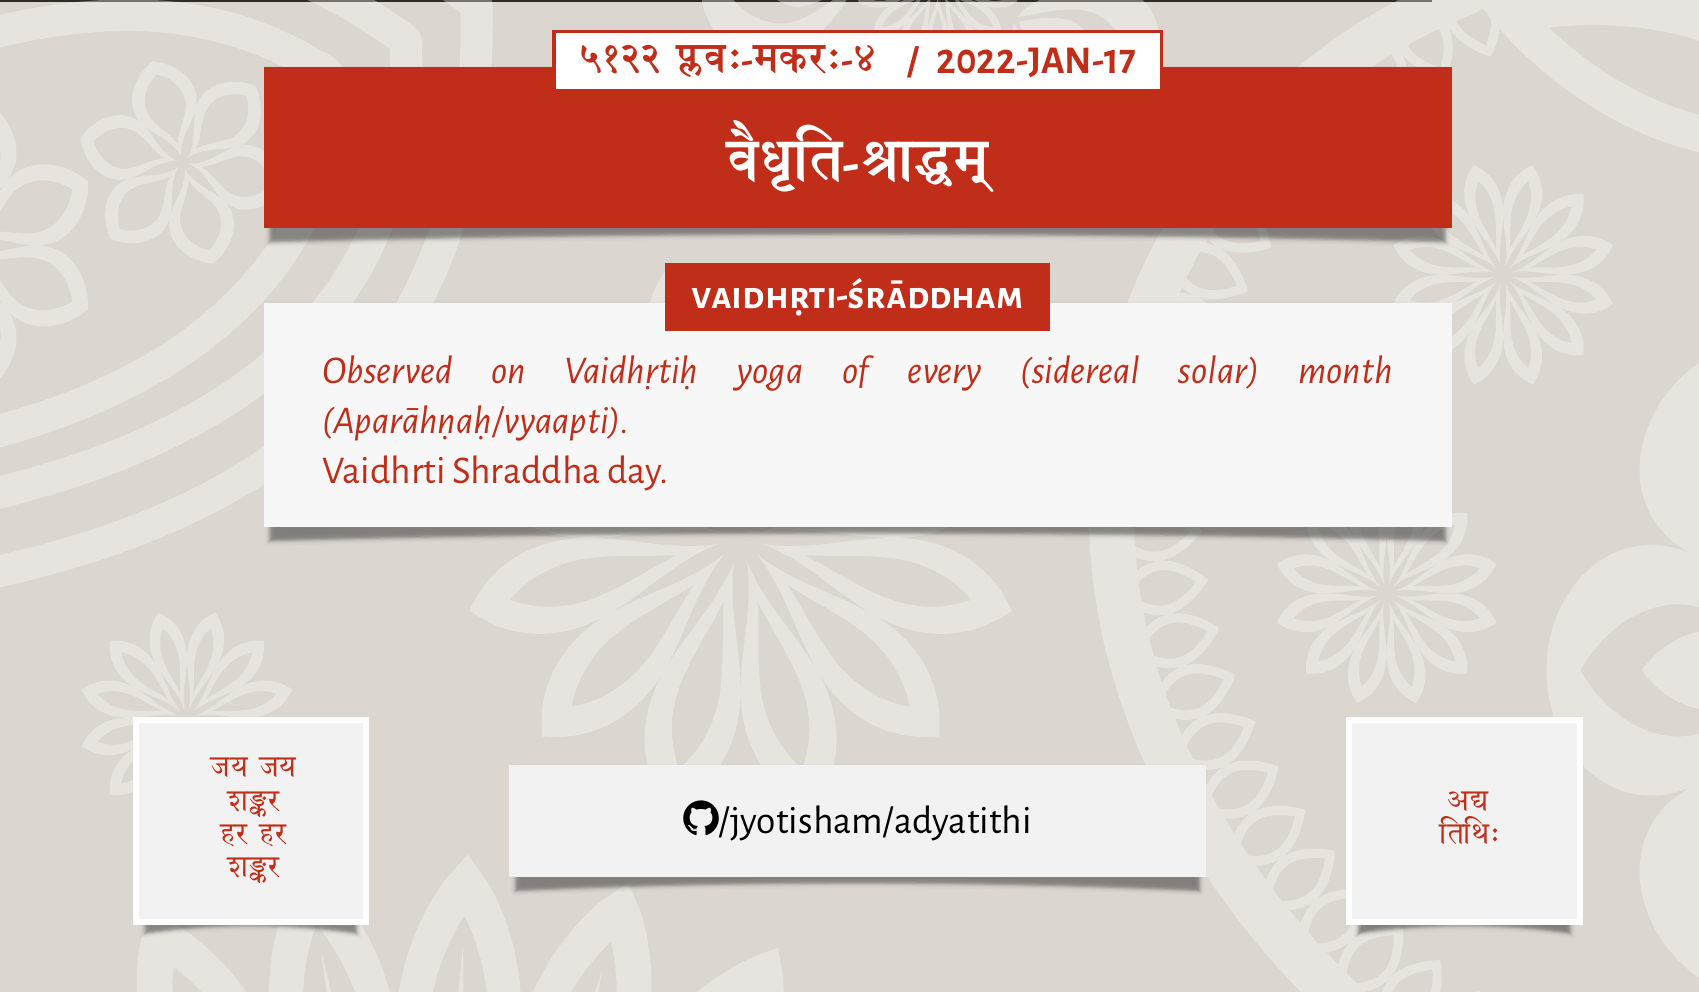 ५१२२ प्लवः-मकरः-४ / 2022-JAN-17
वैधृति-श्राद्धम्
VAIDHṚTI-ŚRĀDDHAM
Observed on Vaidhṛtiḥ yoga of every (sidereal solar) month
(Aparāhṇaḥ/vyaapti).
Vaidhrti Shraddha day.
जय जय
शङ्कर
हर हर
शङ्कर
/jyotisham/adyatithi
अद्य
तिथिः